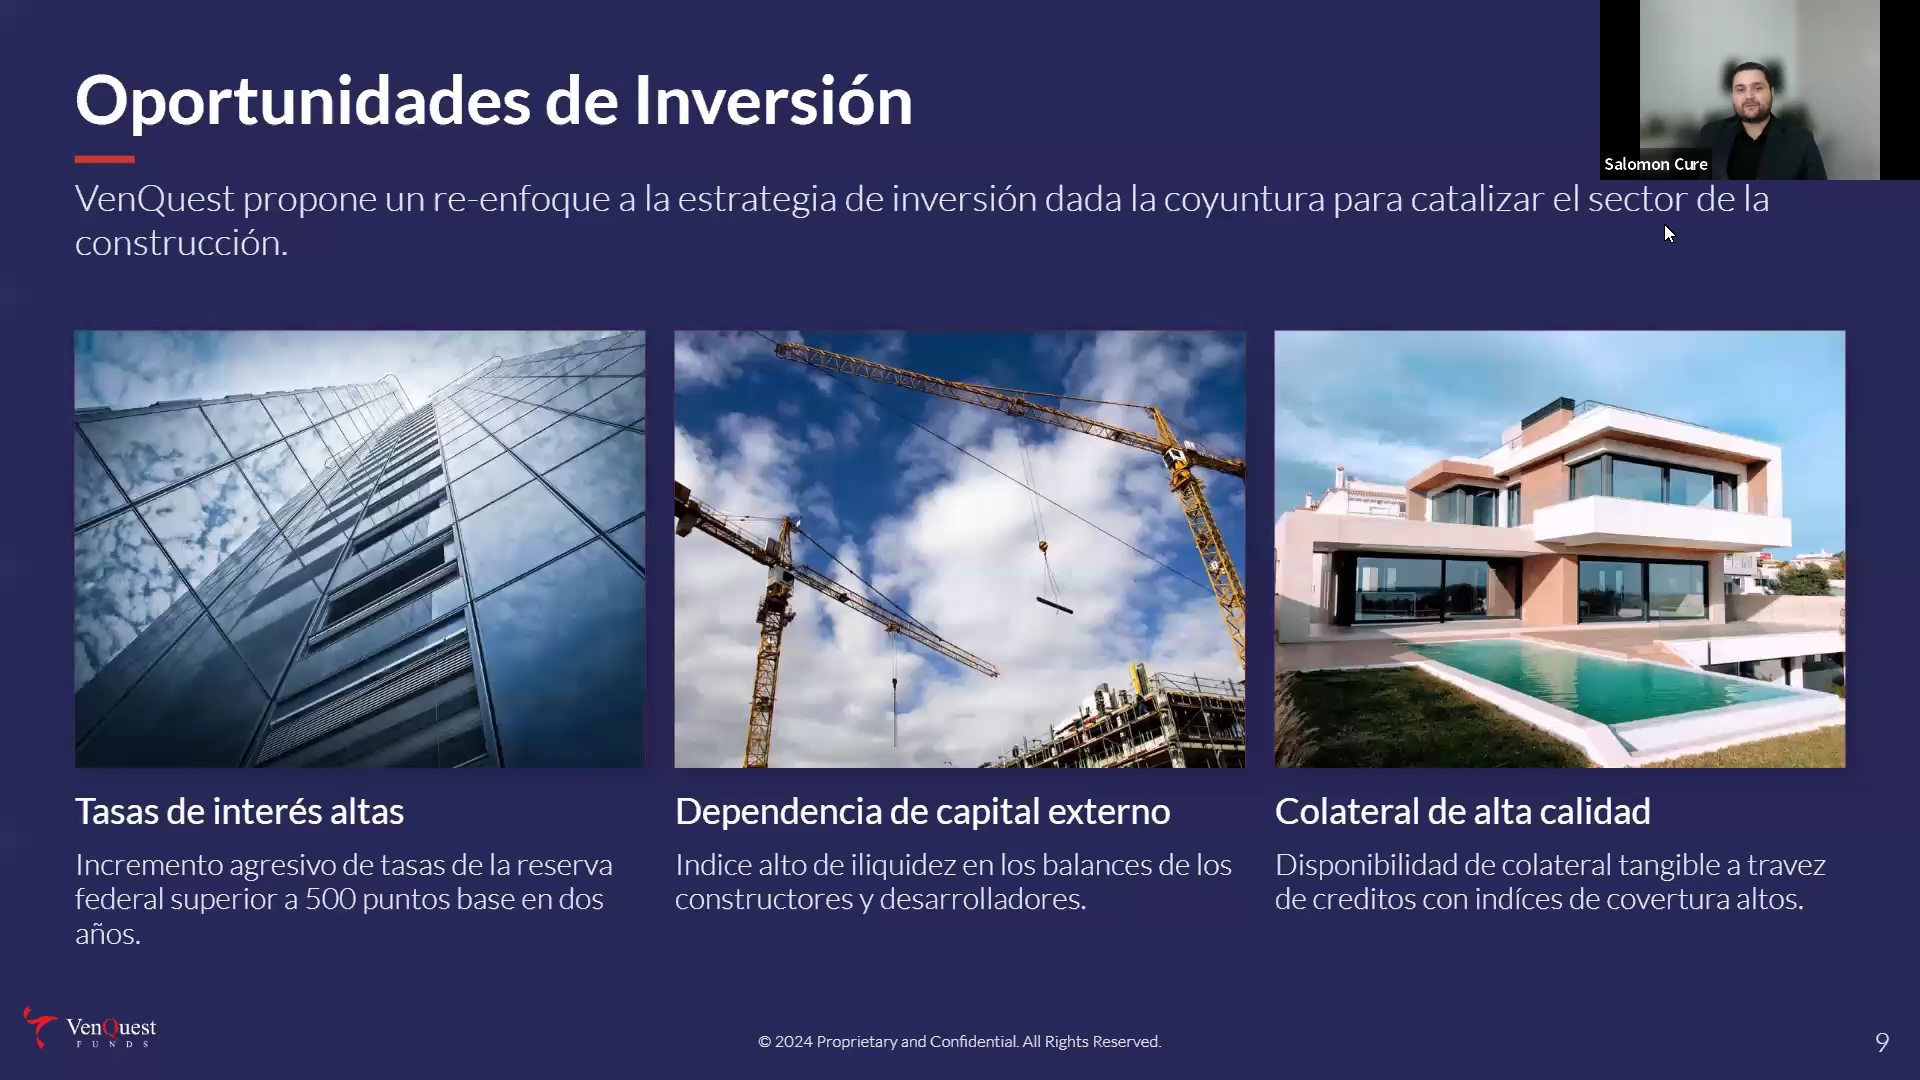 Oportunidades de Inversión
Salomon Cure
VenQuest propone un re-enfoque a la estrategia de inversión dada la coyuntura para catalizar el sector de la
construcción.
Tasas de interés altas
Incremento agresivo de tasas de la reserva
federal superior a 500 puntos base en dos
años.
Dependencia de capital externo
Indice alto de iliquidez en los balances de los
constructores y desarrolladores.
Colateral de alta calidad
Disponibilidad de colateral tangible a travez
de creditos con indíces de covertura altos.
VenQuest
FUNDS
© 2024 Proprietary and Confidential. All Rights Reserved.
9